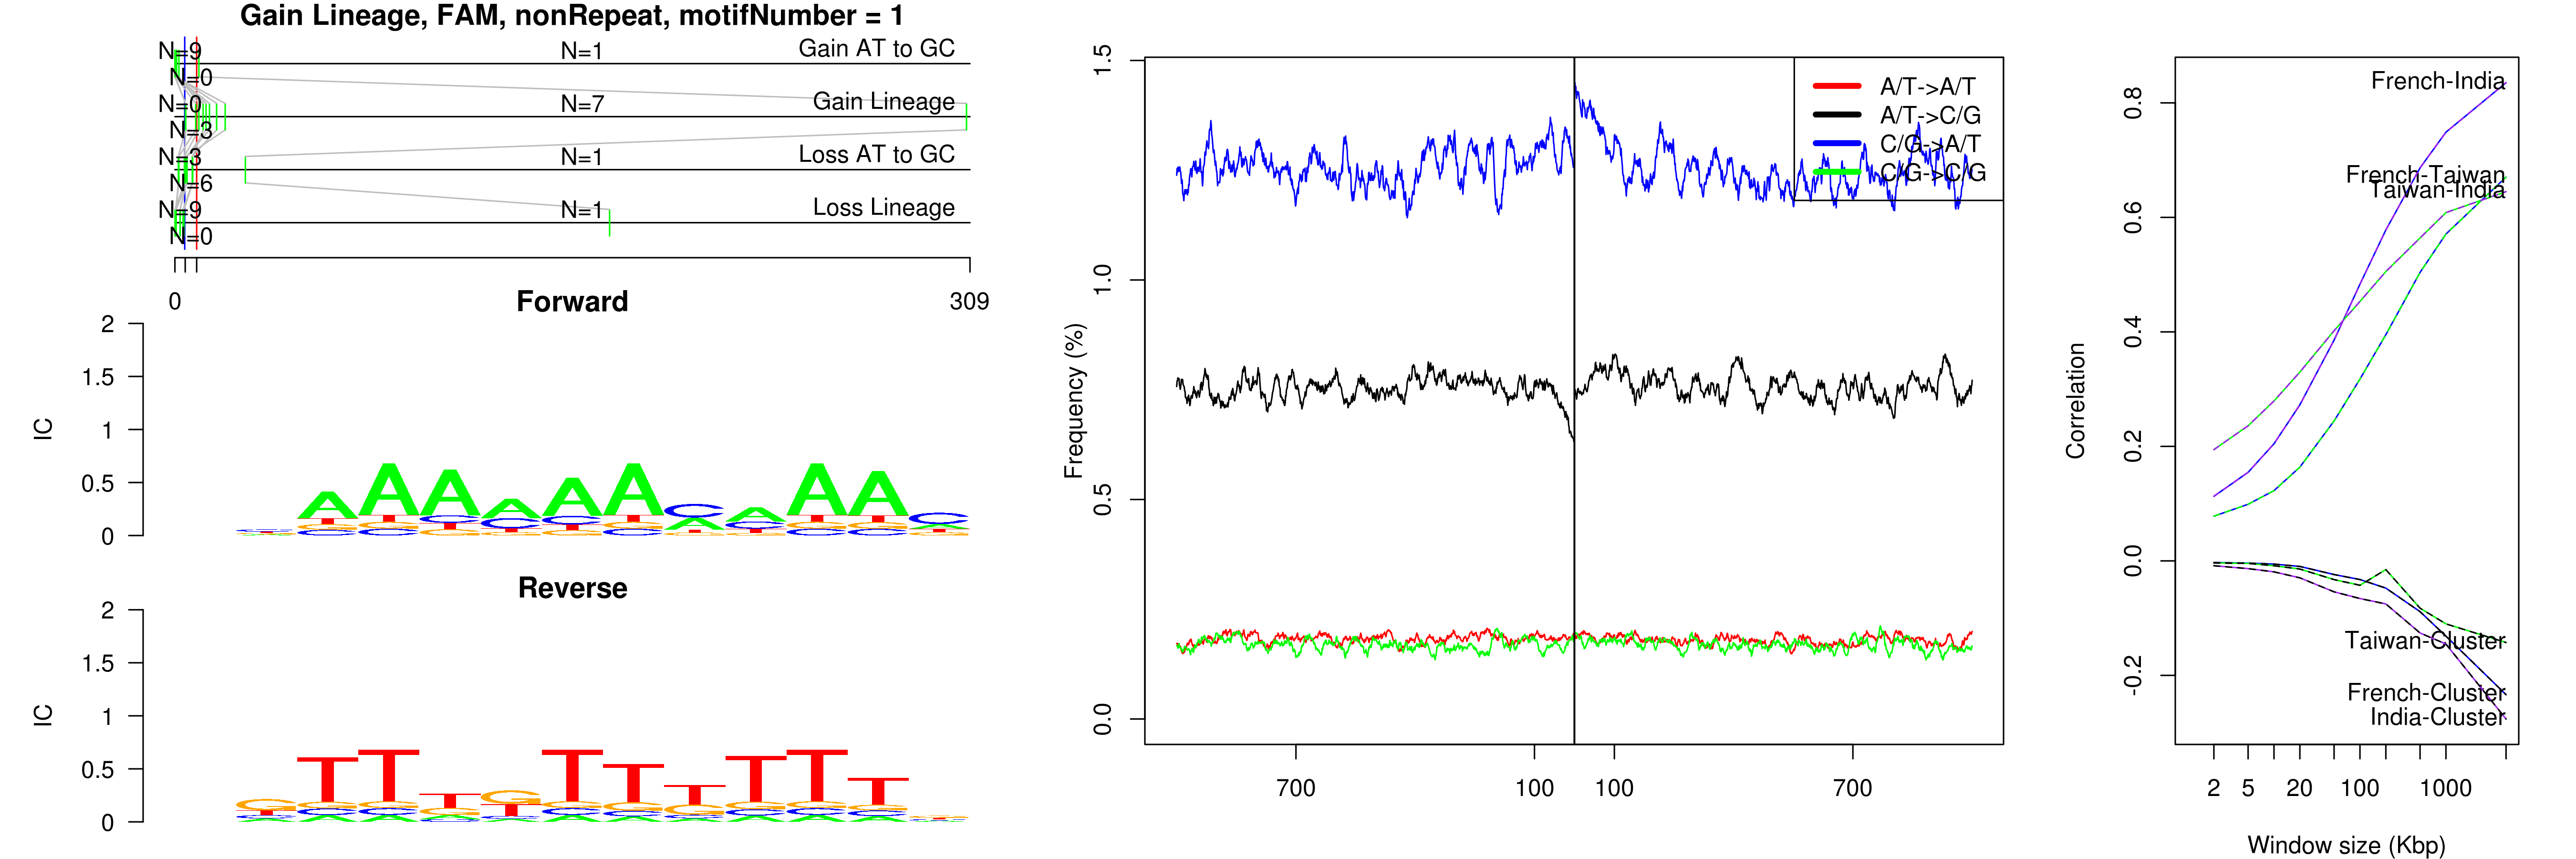 Gain Lineage, FAM, nonRepeat, motifNumber = 1
N=9 N=1 Gain AT to GC
N=0
N=0 N=7 Gain Lineage
N=3
N=3 N=1 Loss AT to GC
N=6
N=9 N=1 Loss Lineage
N=0
0 309
Forward
2
1.5
1
0.5
0
IC
A A A A A A C A A A C
Reverse
2
1.5
1
0.5
0
IC
G T T T G T T T T T T
1.5
1.0
0.5
0.0
Frequency (%)
A/T->A/T
A/T->C/G
C/G->A/T
C/G->C/G
700 100 100 700
0.8
0.6
0.4
0.2
0.0
-0.2
Correlation
French-India
French-Taiwan
Taiwan-India
Taiwan-Cluster
French-Cluster
India-Cluster
2 5 20 100 1000
Window size (Kbp)